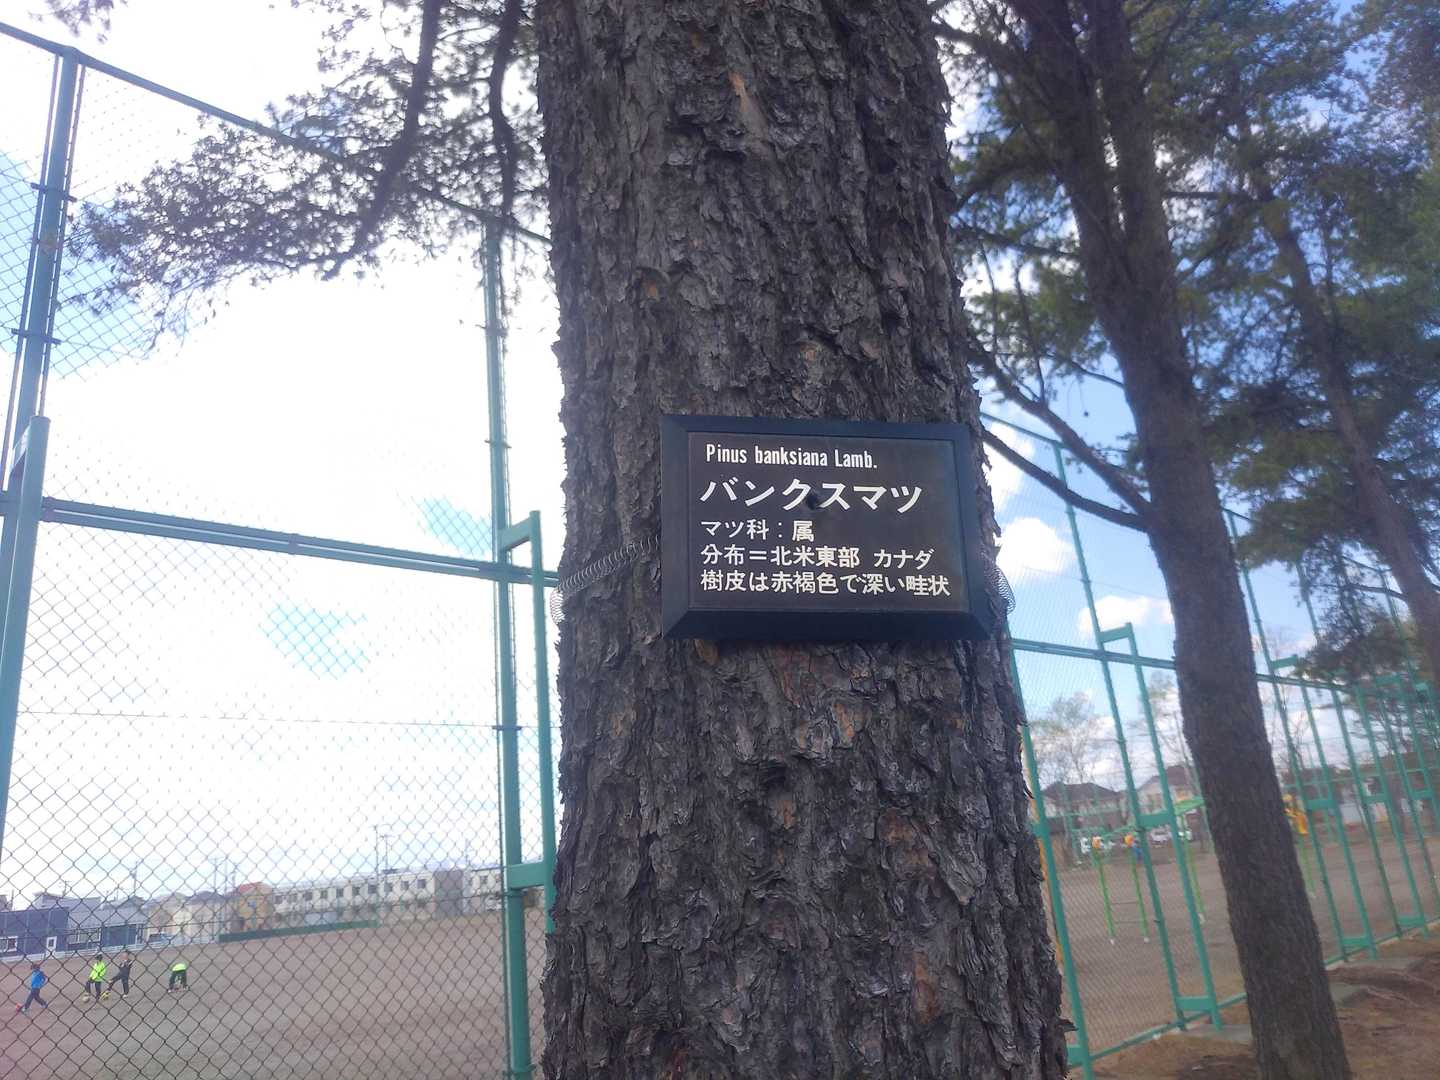 Pinus banksiana Lamb.
バンクスマツ
マツ科：属
分布＝北米東部 カナダ
樹皮は赤褐色で深い畦状